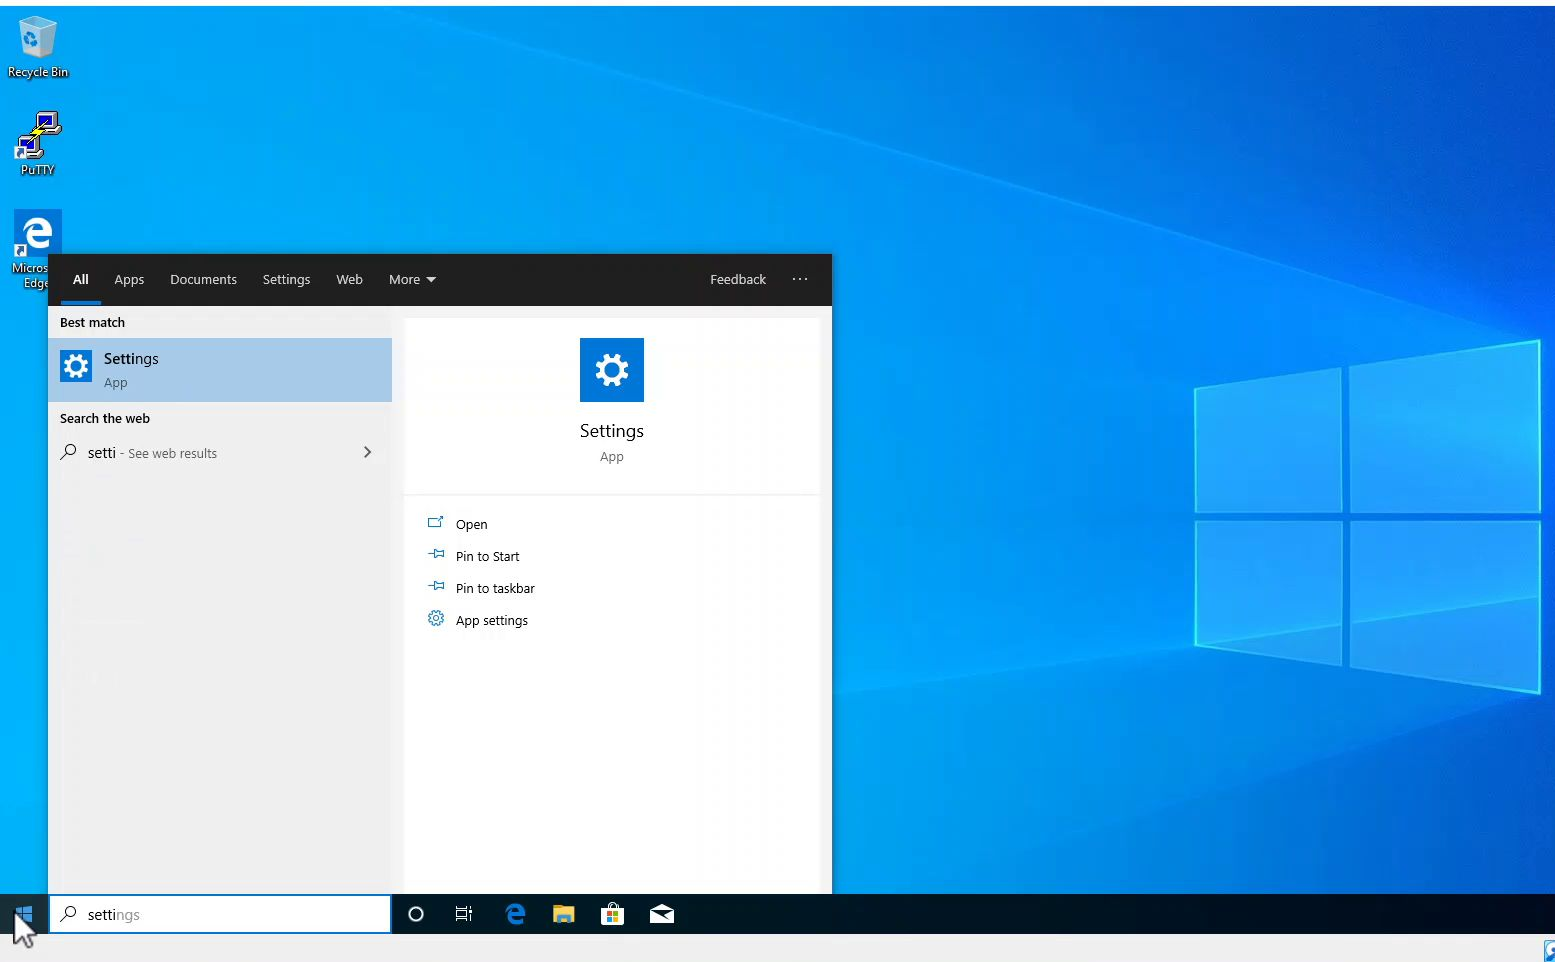 Recycle Bin
PuTTY
Micros
Edge
All Apps Documents Settings Web More Feedback ...
Best match
Settings
App
Search the web
setti - See web results
Settings
App
Open
Pin to Start
Pin to taskbar
App settings
settings